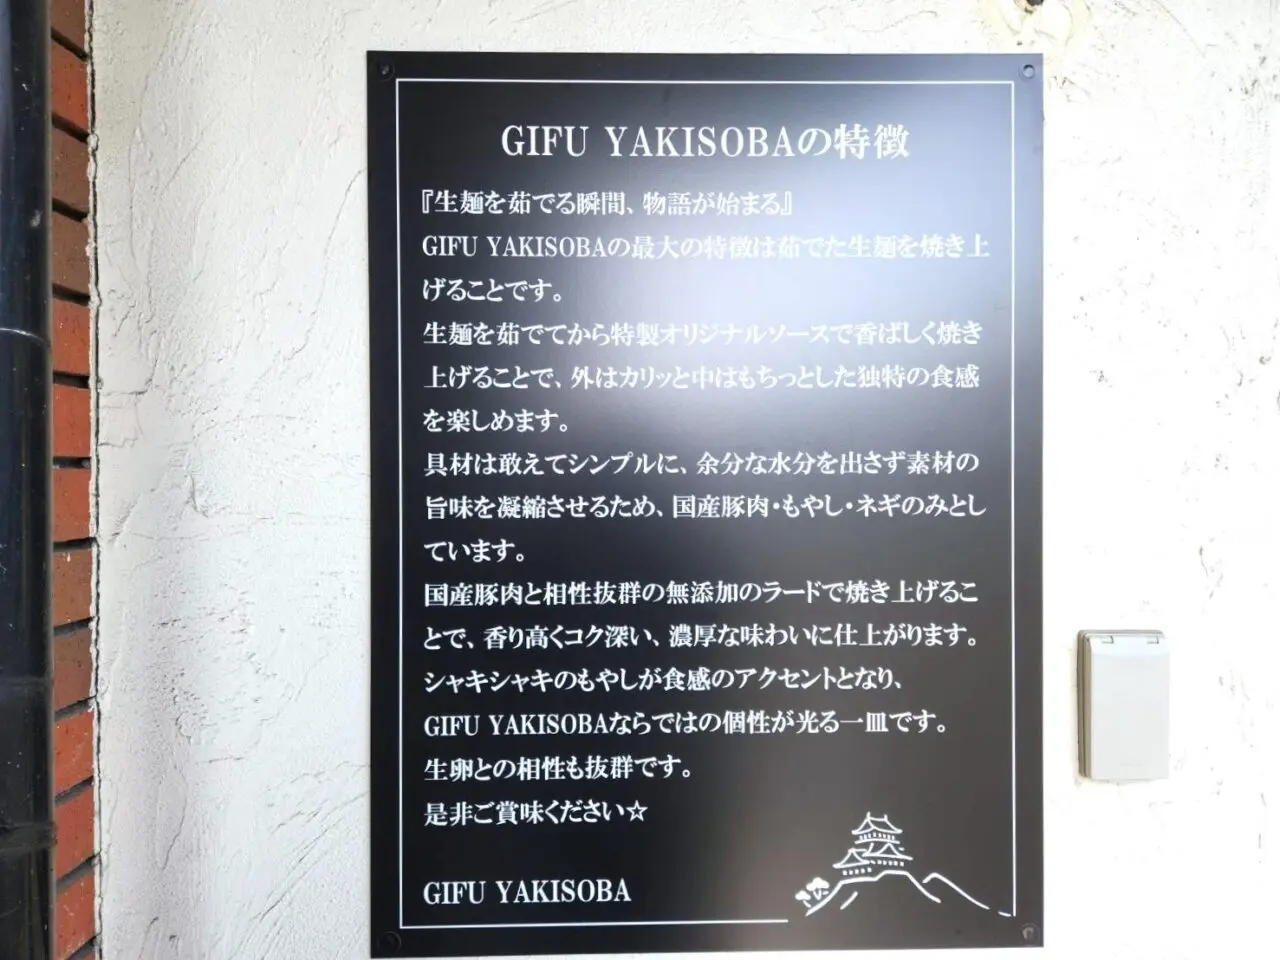 GIFU YAKISOBAの特徴
『生麺を茹でる瞬間、物語が始まる』
GIFU YAKISOBAの最大の特徴は茹でた生麺を焼き上
げることです。
生麺を茹でてから特製オリジナルソースで香ばしく焼き
上げることで、外はカリッと中はもちっとした独特の食感
を楽しめます。
具材は敢えてシンプルに、余分な水分を出さず素材の
旨味を凝縮させるため、国産豚肉・もやし・ネギのみとし
ています。
国産豚肉と相性抜群の無添加のラードで焼き上げるこ
とで、香り高くコク深い、濃厚な味わいに仕上がります。
シャキシャキのもやしが食感のアクセントとなり、
GIFU YAKISOBAならではの個性が光る一皿です。
生卵との相性も抜群です。
是非ご賞味ください☆
GIFU YAKISOBA